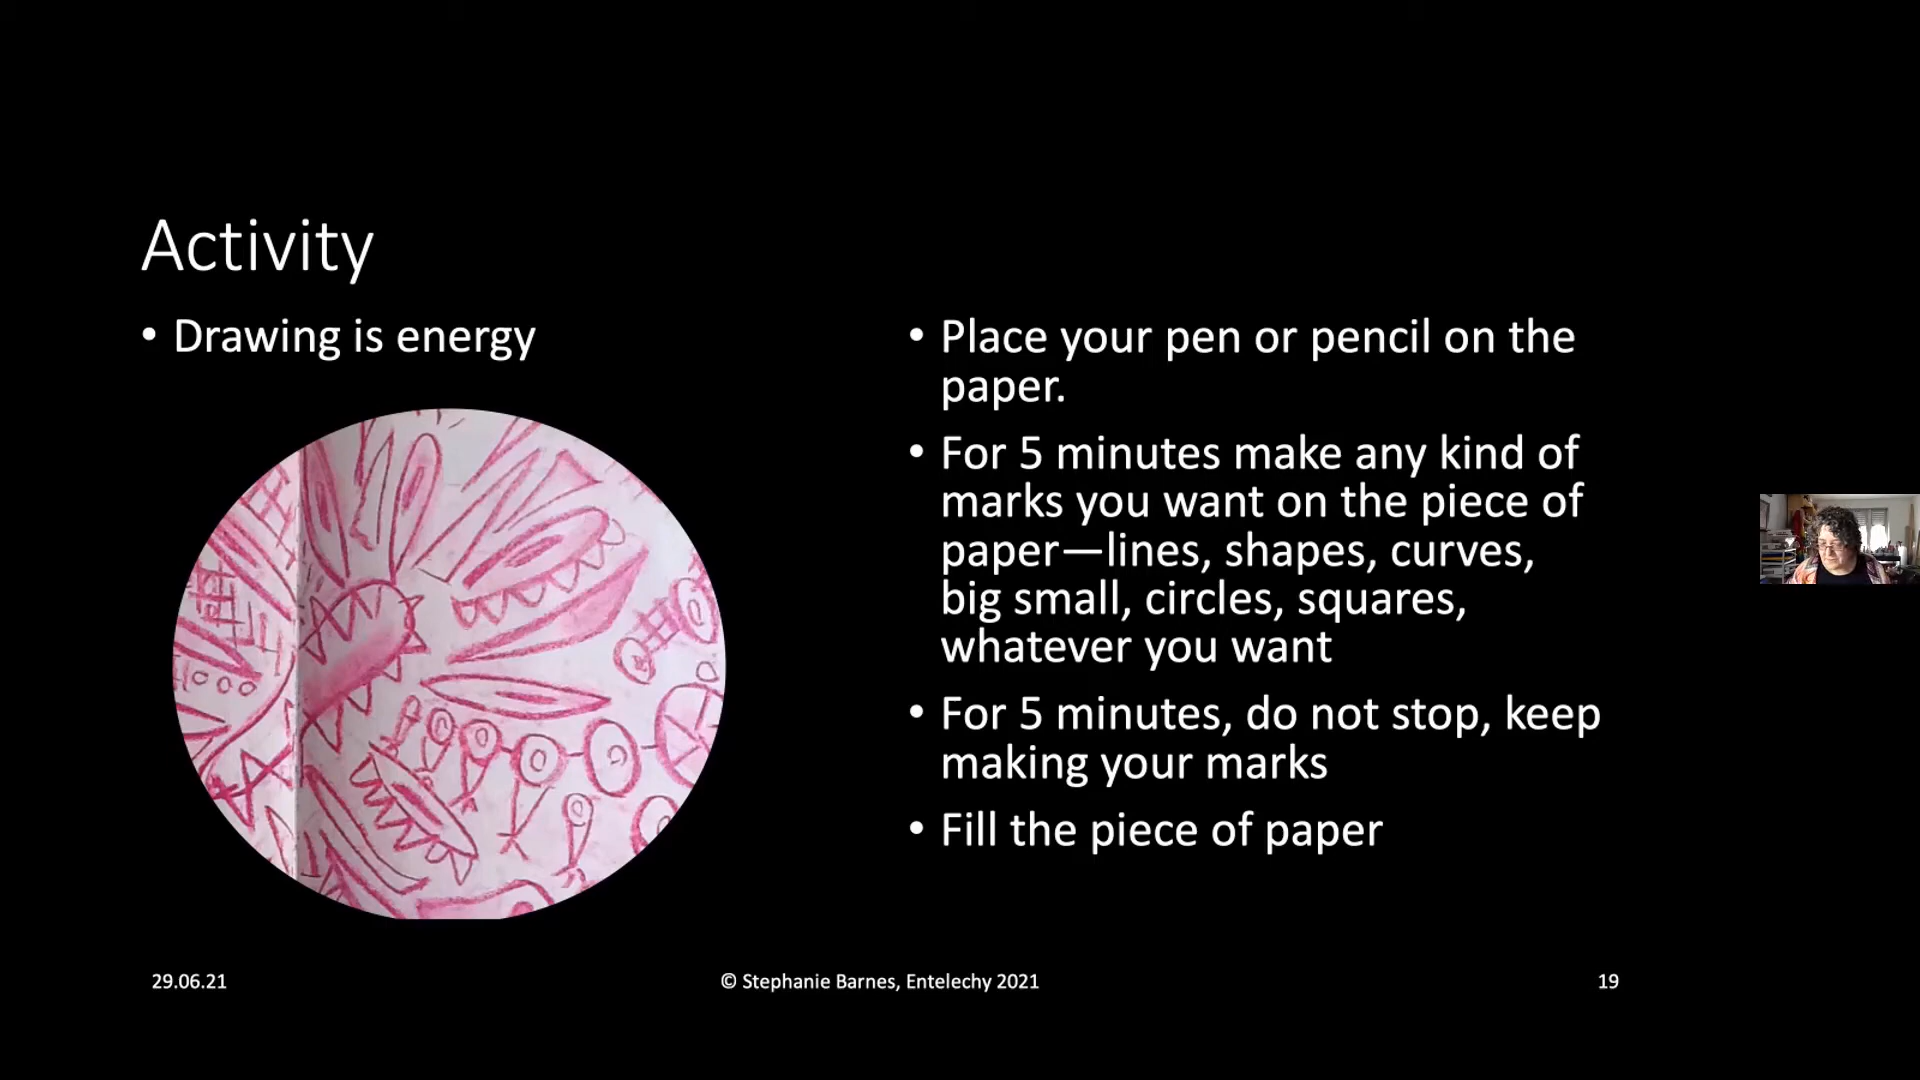 Activity
• Drawing is energy
• Place your pen or pencil on the
paper.
• For 5 minutes make any kind of
marks you want on the piece of
paper—lines, shapes, curves,
big small, circles, squares,
whatever you want
• For 5 minutes, do not stop, keep
making your marks
• Fill the piece of paper
29.06.21
© Stephanie Barnes, Entelechy 2021
19